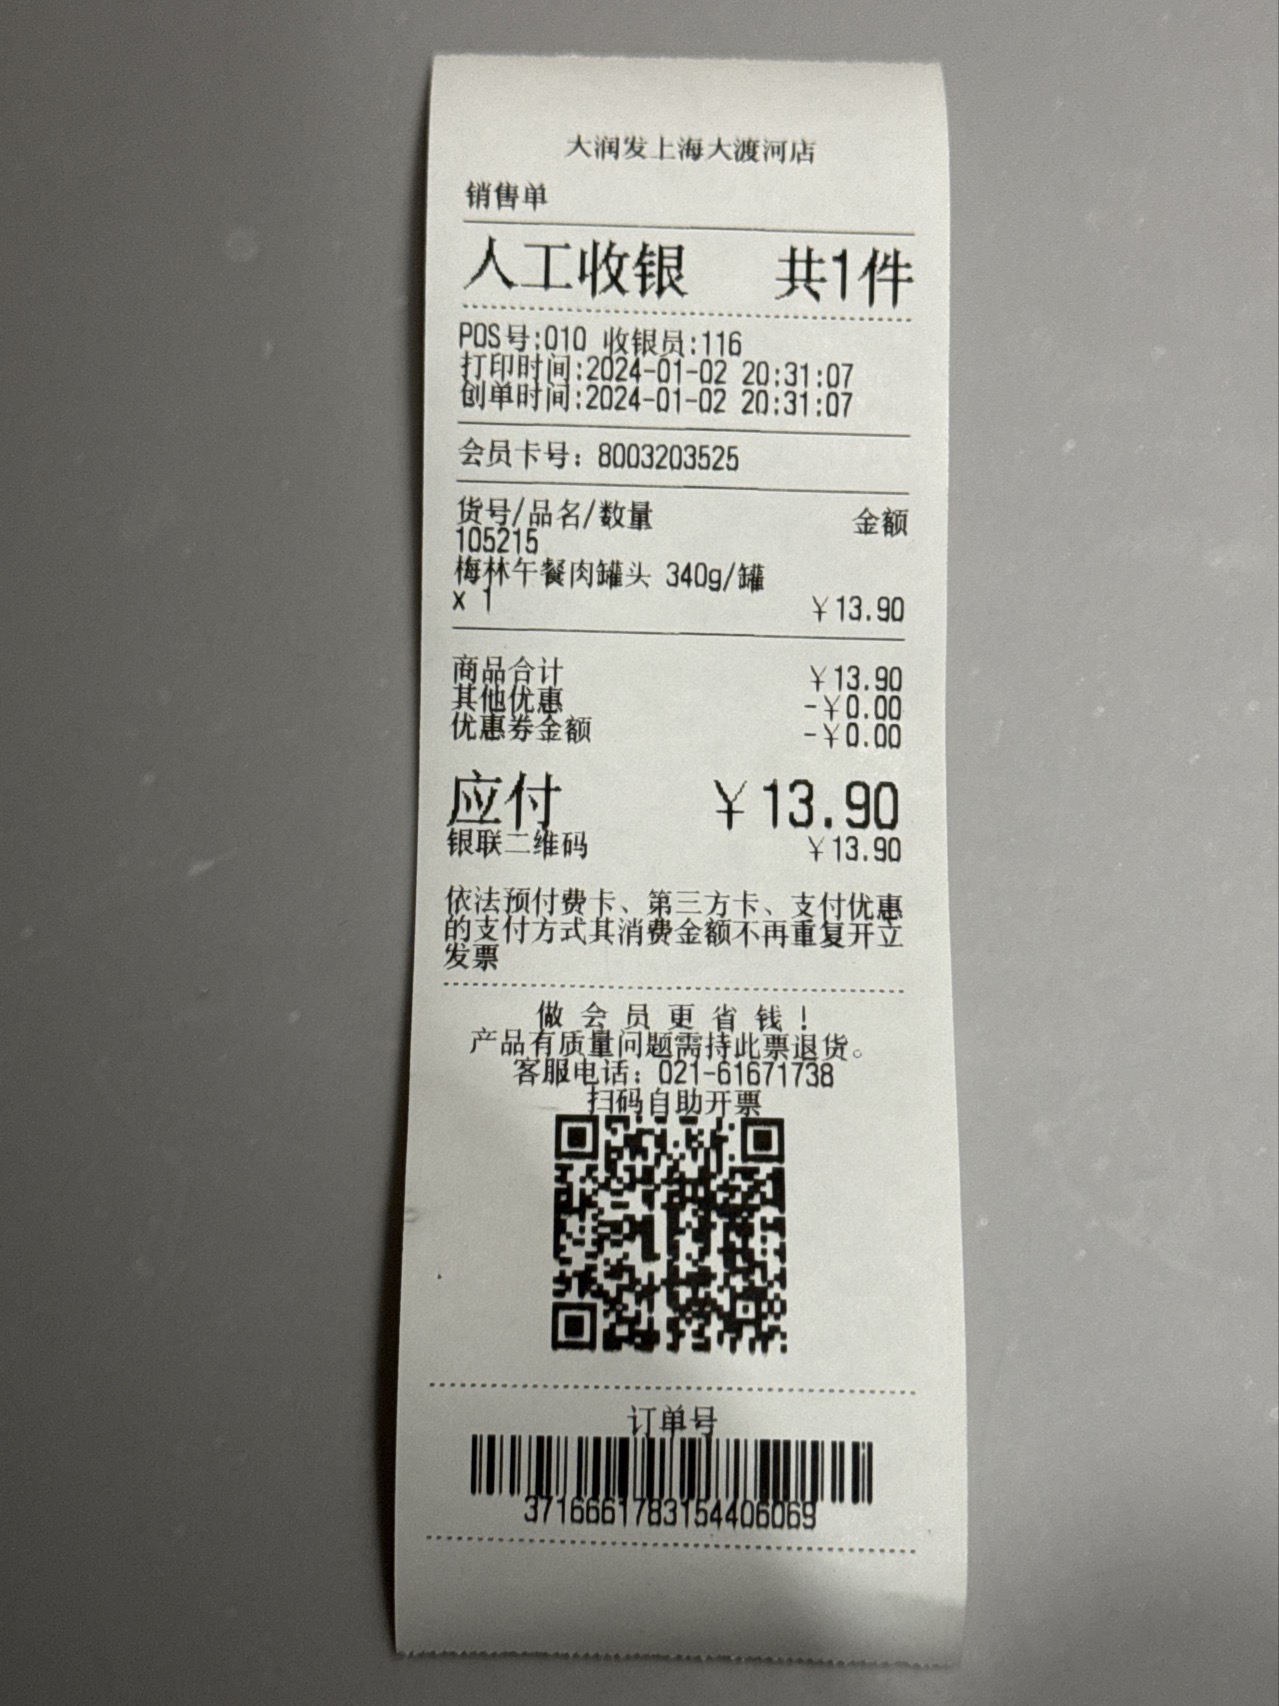 大润发上海大渡河店
销售单
人工收银 共1件
POS号:010 收银员:116
打印时间:2024-01-02 20:31:07
创单时间:2024-01-02 20:31:07
会员卡号：8003203525
货号/品名/数量 金额
105215
梅林午餐肉罐头 340g/罐
x 1 ￥13.90
商品合计 ￥13.90
其他优惠 -￥0.00
优惠券金额 -￥0.00
应付 ￥13.90
银联二维码 ￥13.90
依法预付费卡、第三方卡、支付优惠
的支付方式其消费金额不再重复开立
发票
做会员更省钱！
产品有质量问题需持此票退货。
客服电话：021-61671738
扫码自助开票
订单号
3716661783154406069